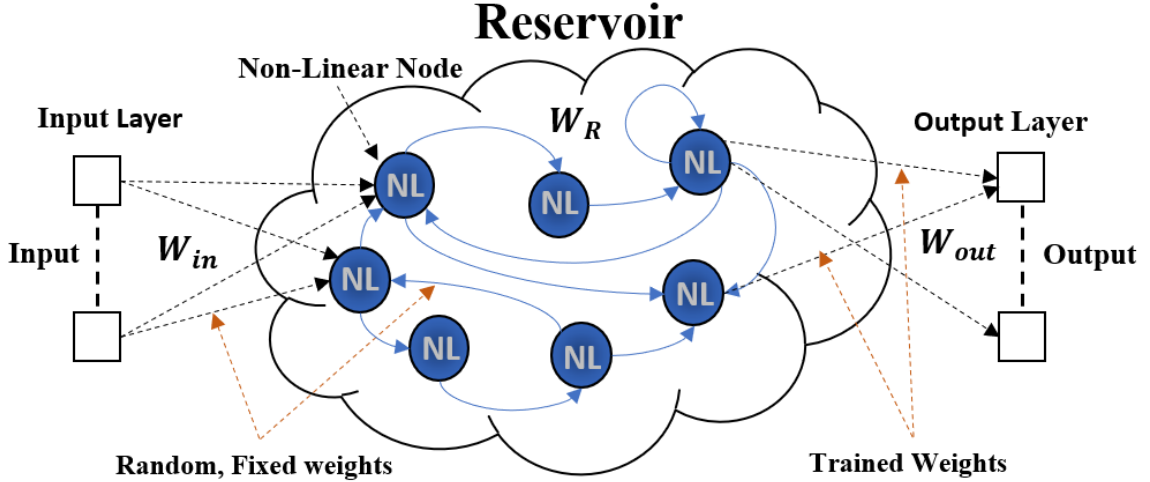 Reservoir
Non-Linear Node
Input Layer
Output Layer
W_R
NL
NL
NL
Input
W_in
NL
NL
W_out
Output
NL
NL
Random, Fixed weights
Trained Weights